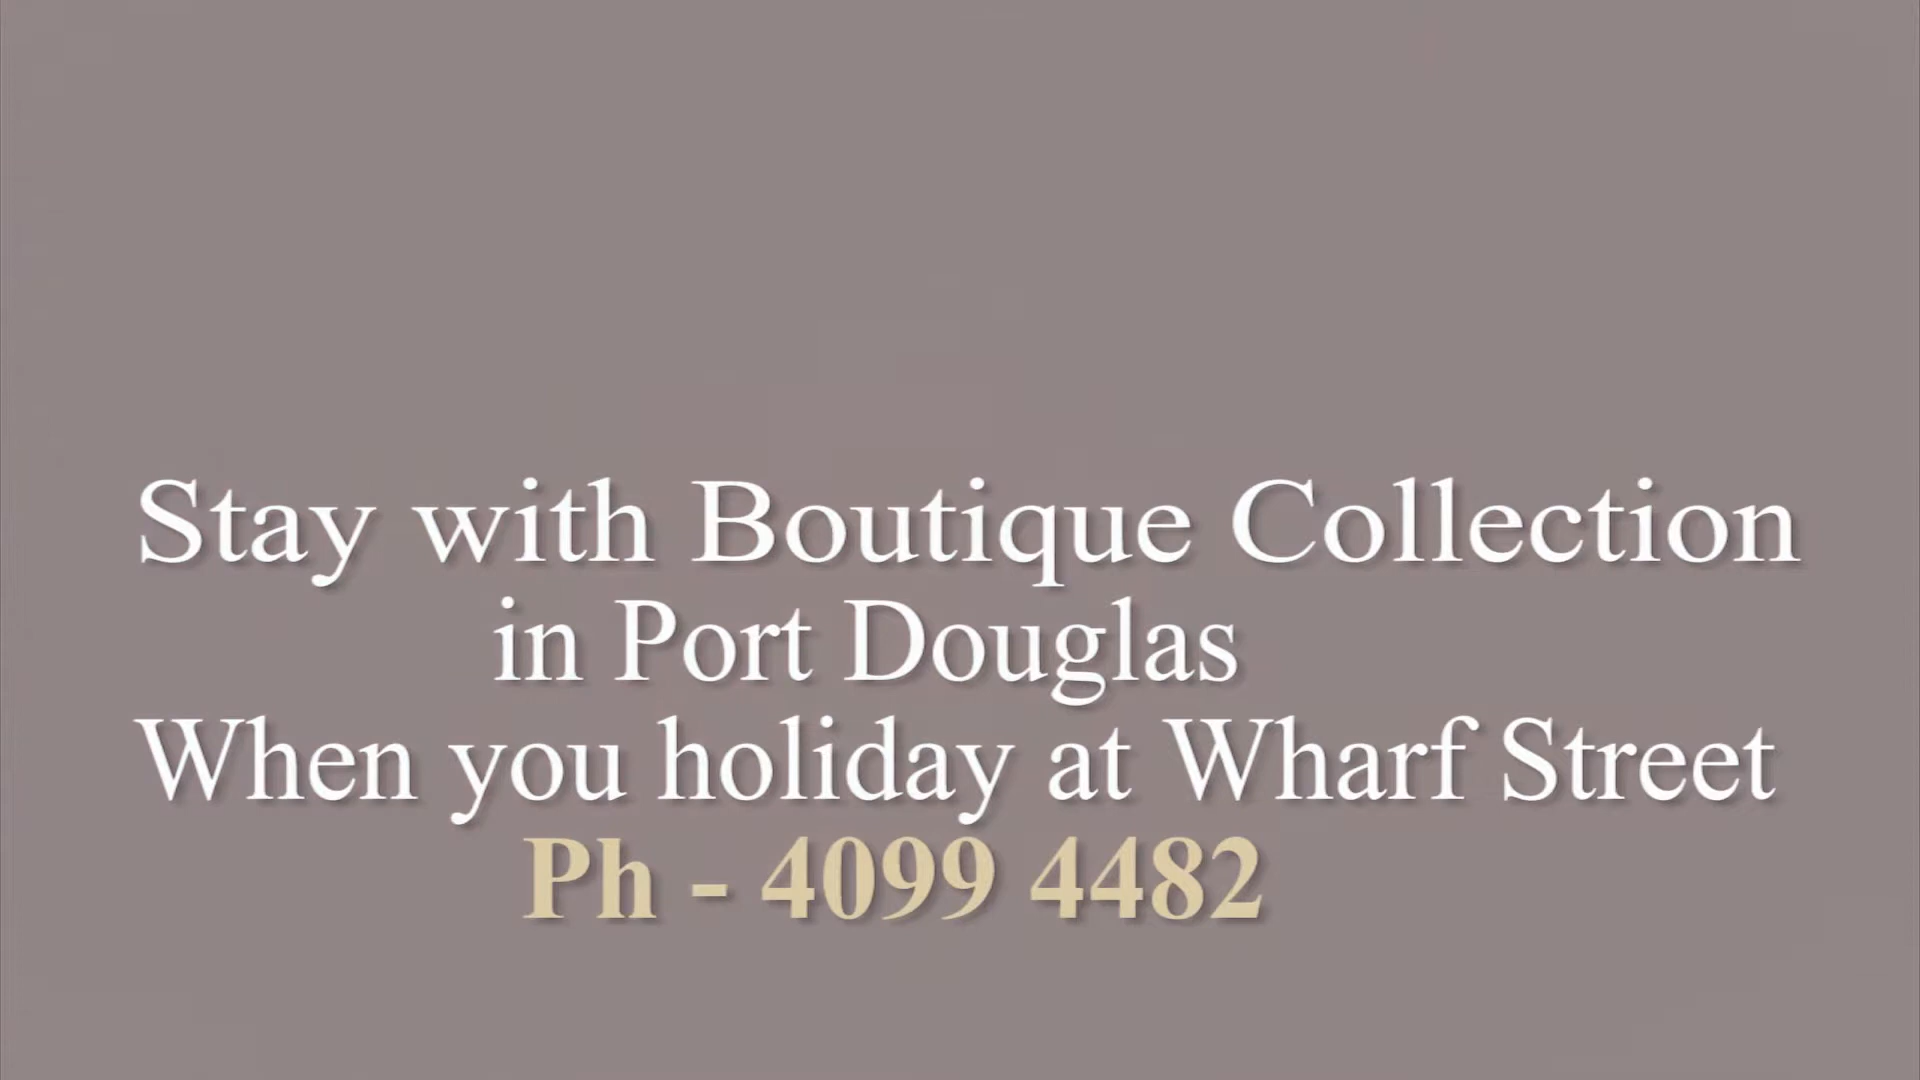 Stay with Boutique Collection
in Port Douglas
When you holiday at Wharf Street
Ph - 4099 4482